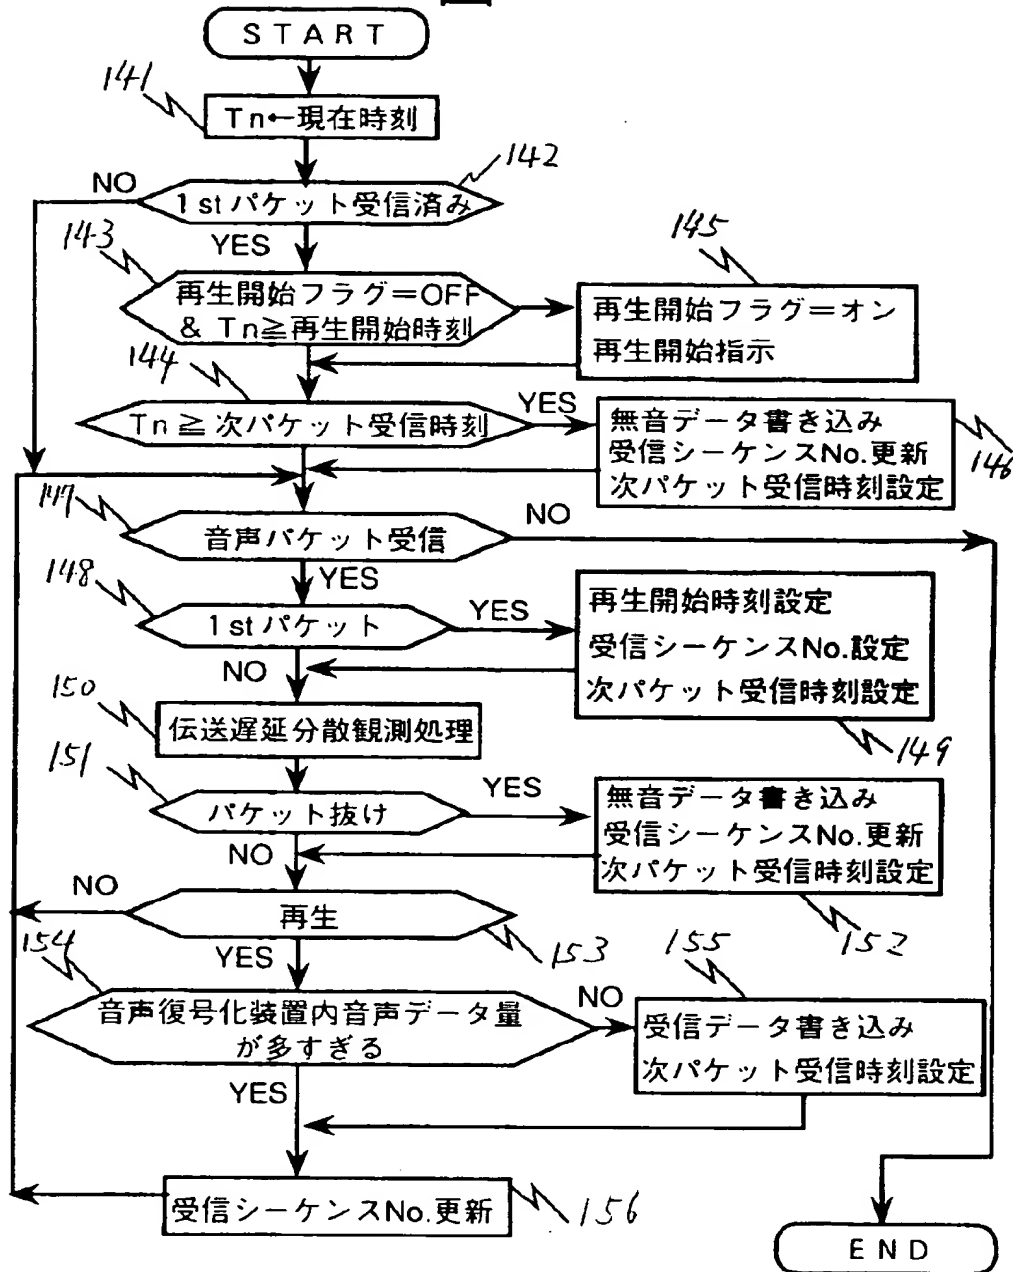 START
141
Tn←現在時刻
142
NO
1stパケット受信済み
YES
143
再生開始フラグ=OFF
& Tn≧再生開始時刻
145
再生開始フラグ=オン
再生開始指示
144
Tn≧次パケット受信時刻
YES
無音データ書き込み
受信シーケンスNo.更新
次パケット受信時刻設定
146
147
音声パケット受信
NO
YES
148
1stパケット
YES
再生開始時刻設定
受信シーケンスNo.設定
次パケット受信時刻設定
149
NO
150
伝送遅延分散観測処理
151
パケット抜け
YES
無音データ書き込み
受信シーケンスNo.更新
次パケット受信時刻設定
152
NO
NO
再生
153
YES
154
音声復号化装置内音声データ量
が多すぎる
NO
155
受信データ書き込み
次パケット受信時刻設定
YES
受信シーケンスNo.更新
156
END